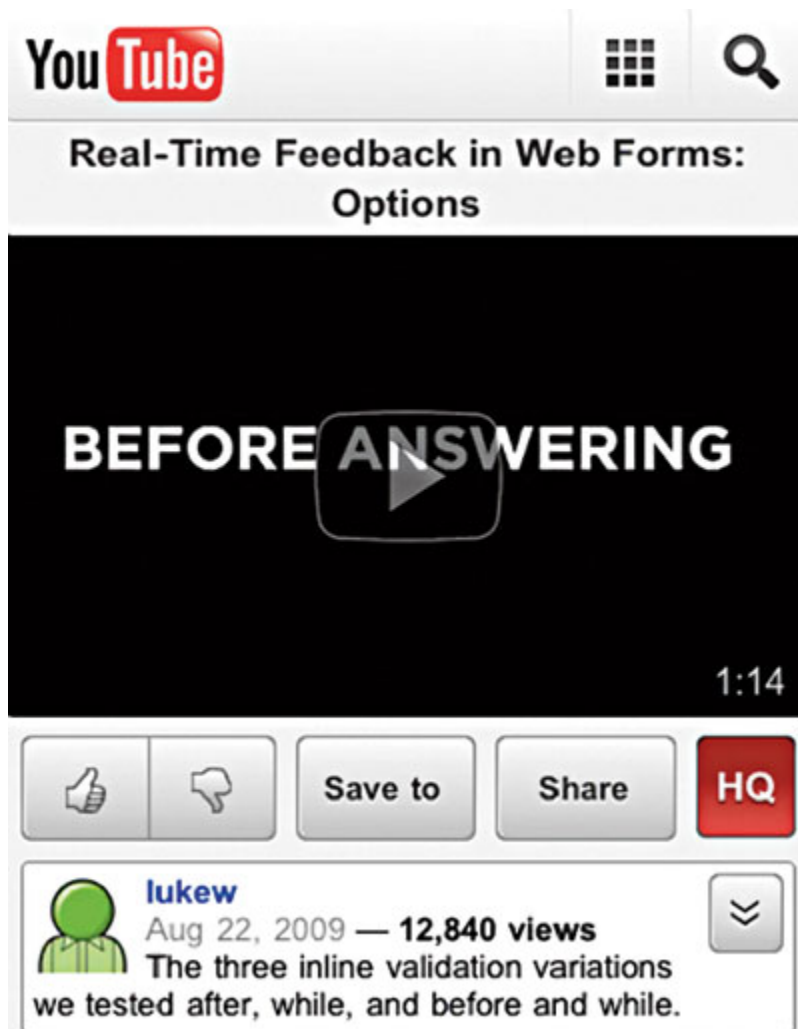 YouTube
Real-Time Feedback in Web Forms:
Options
BEFORE ANSWERING
1:14
Save to
Share
HQ
lukew
Aug 22, 2009 — 12,840 views
The three inline validation variations
we tested after, while, and before and while.